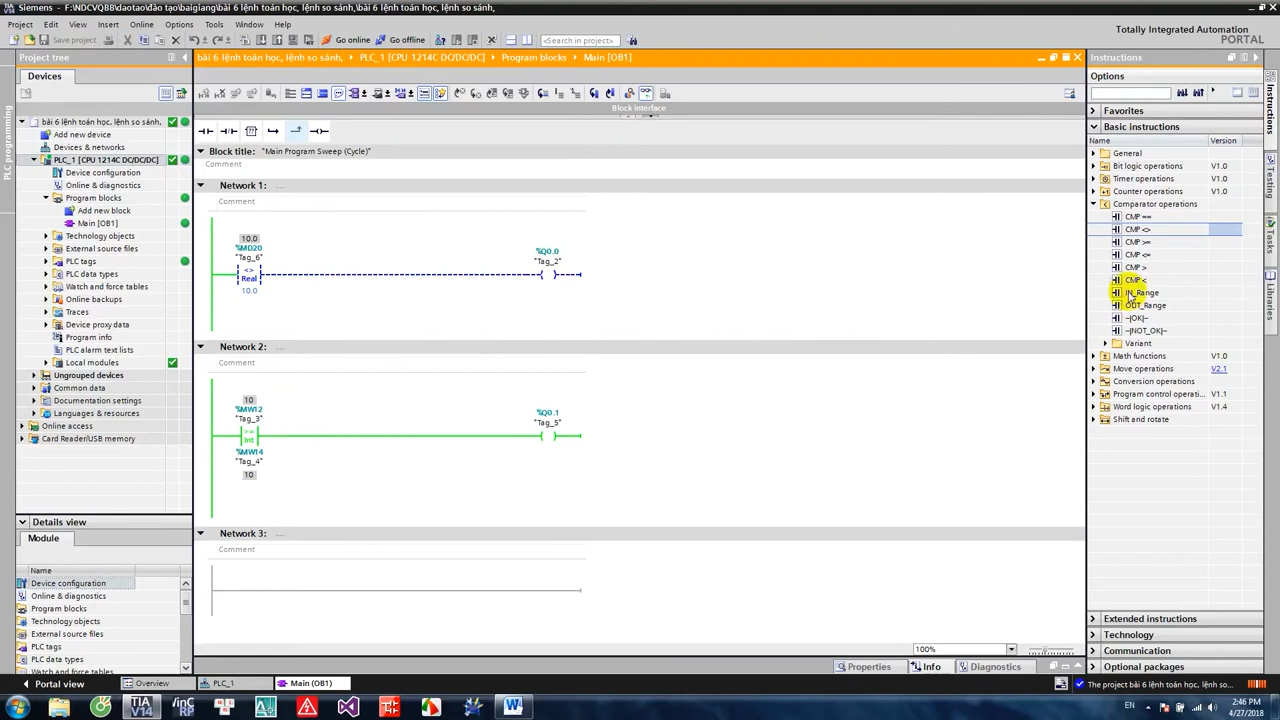 Siemens - F:\NDCVQBB\daotao\đào tạo\baigiang\bài 6 lệnh toán học, lệnh so sánh,\bài 6 lệnh toán học, lệnh so sánh,
Project Edit View Insert Online Options Tools Window Help
Totally Integrated Automation
PORTAL
Save project
Go online
Go offline
<Search in project>
Project tree
bài 6 lệnh toán học, lệnh so sánh, PLC_1 [CPU 1214C DC/DC/DC] Program blocks Main [OB1]
Instructions
Devices
Options
Block interface
Favorites
Basic instructions
Name Version
bài 6 lệnh toán học, lệnh so sánh,
Add new device
Devices & networks
PLC_1 [CPU 1214C DC/DC/DC]
Device configuration
Online & diagnostics
Program blocks
Add new block
Main [OB1]
Technology objects
External source files
PLC tags
PLC data types
Watch and force tables
Online backups
Traces
Device proxy data
Program info
PLC alarm text lists
Local modules
Ungrouped devices
Common data
Documentation settings
Languages & resources
Online access
Card Reader/USB memory
Details view
Module
Name
Device configuration
Online & diagnostics
Program blocks
Technology objects
External source files
PLC tags
PLC data types
Watch and force tables
Block title: "Main Program Sweep (Cycle)"
Comment
Network 1: .....
Comment
10.0
%MD20
"Tag_6"
<>
Real
10.0
%Q0.0
"Tag_2"
Network 2: .....
Comment
10
%MW12
"Tag_3"
>=
Int
%MW14
"Tag_4"
10
%Q0.1
"Tag_5"
Network 3: .....
Comment
100%
General
Bit logic operations V1.0
Timer operations V1.0
Counter operations V1.0
Comparator operations
CMP ==
CMP <>
CMP >=
CMP <=
CMP >
CMP <
IN_Range
OUT_Range
–|OK|–
–|NOT_OK|–
Variant
Math functions V1.0
Move operations V2.1
Conversion operations
Program control operati... V1.1
Word logic operations V1.4
Shift and rotate
Extended instructions
Technology
Communication
Optional packages
PLC programming
Instructions
Testing
Tasks
Libraries
Properties Info Diagnostics
Portal view Overview PLC_1 Main (OB1)
The project bài 6 lệnh toán học, lệnh so...
TIA
V14
EN
2:46 PM
4/27/2018